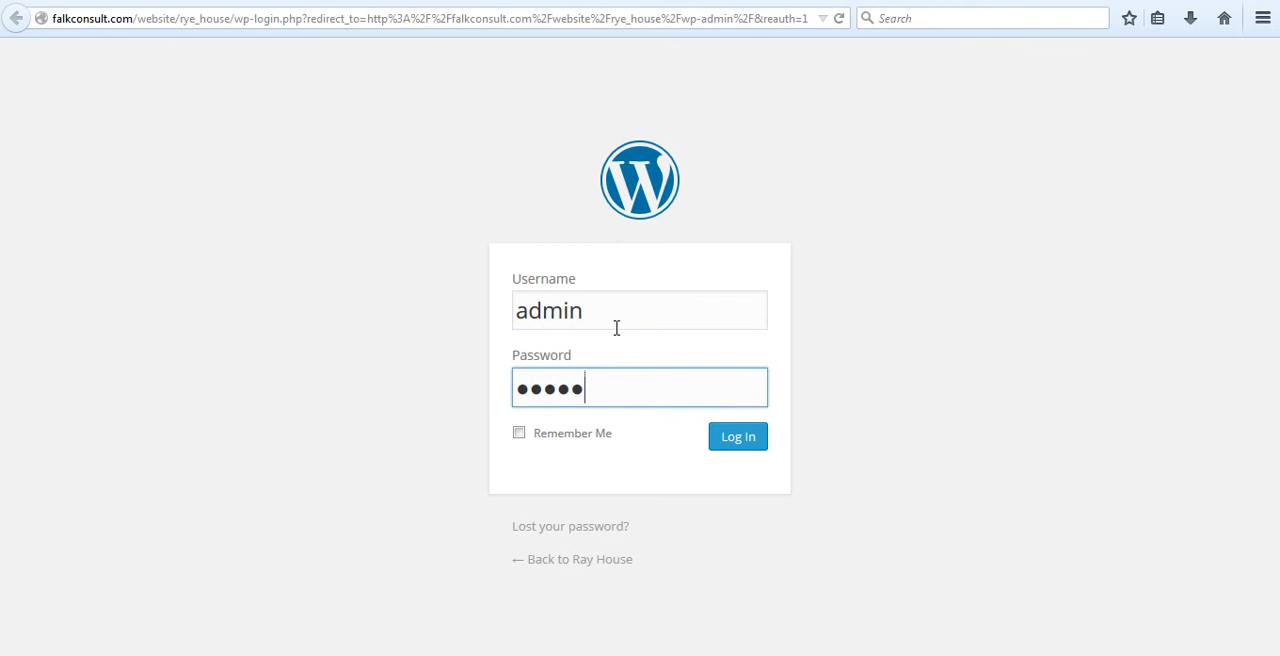 falkconsult.com/website/rye_house/wp-login.php?redirect_to=http%3A%2F%2Ffalkconsult.com%2Fwebsite%2Frye_house%2Fwp-admin%2F&reauth=1
Search
Username
admin
Password
●●●●●
Remember Me
Log In
Lost your password?
← Back to Ray House